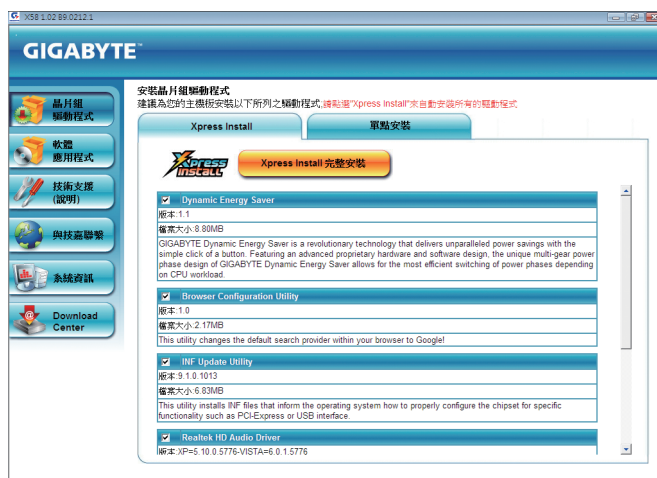 X58 1.02 B9.0212.1
GIGABYTE™
晶片組
驅動程式
軟體
應用程式
技術支援
(說明)
與技嘉聯繫
系統資訊
Download
Center
安裝晶片組驅動程式
建議為您的主機板安裝以下所列之驅動程式,請點選"Xpress Install"來自動安裝所有的驅動程式
Xpress Install
單點安裝
Xpress
INSTALL
Xpress Install 完整安裝
Dynamic Energy Saver
版本:1.1
檔案大小:8.80MB
GIGABYTE Dynamic Energy Saver is a revolutionary technology that delivers unparalleled power savings with the
simple click of a button. Featuring an advanced proprietary hardware and software design, the unique multi-gear power
phase design of GIGABYTE Dynamic Energy Saver allows for the most efficient switching of power phases depending
on CPU workload.
Browser Configuration Utility
版本:1.0
檔案大小:2.17MB
This utility changes the default search provider within your browser to Google!
INF Update Utility
版本:9.1.0.1013
檔案大小:6.83MB
This utility installs INF files that inform the operating system how to properly configure the chipset for specific
functionality such as PCI-Express or USB interface.
Realtek HD Audio Driver
版本:XP=5.10.0.5776-VISTA=6.0.1.5776